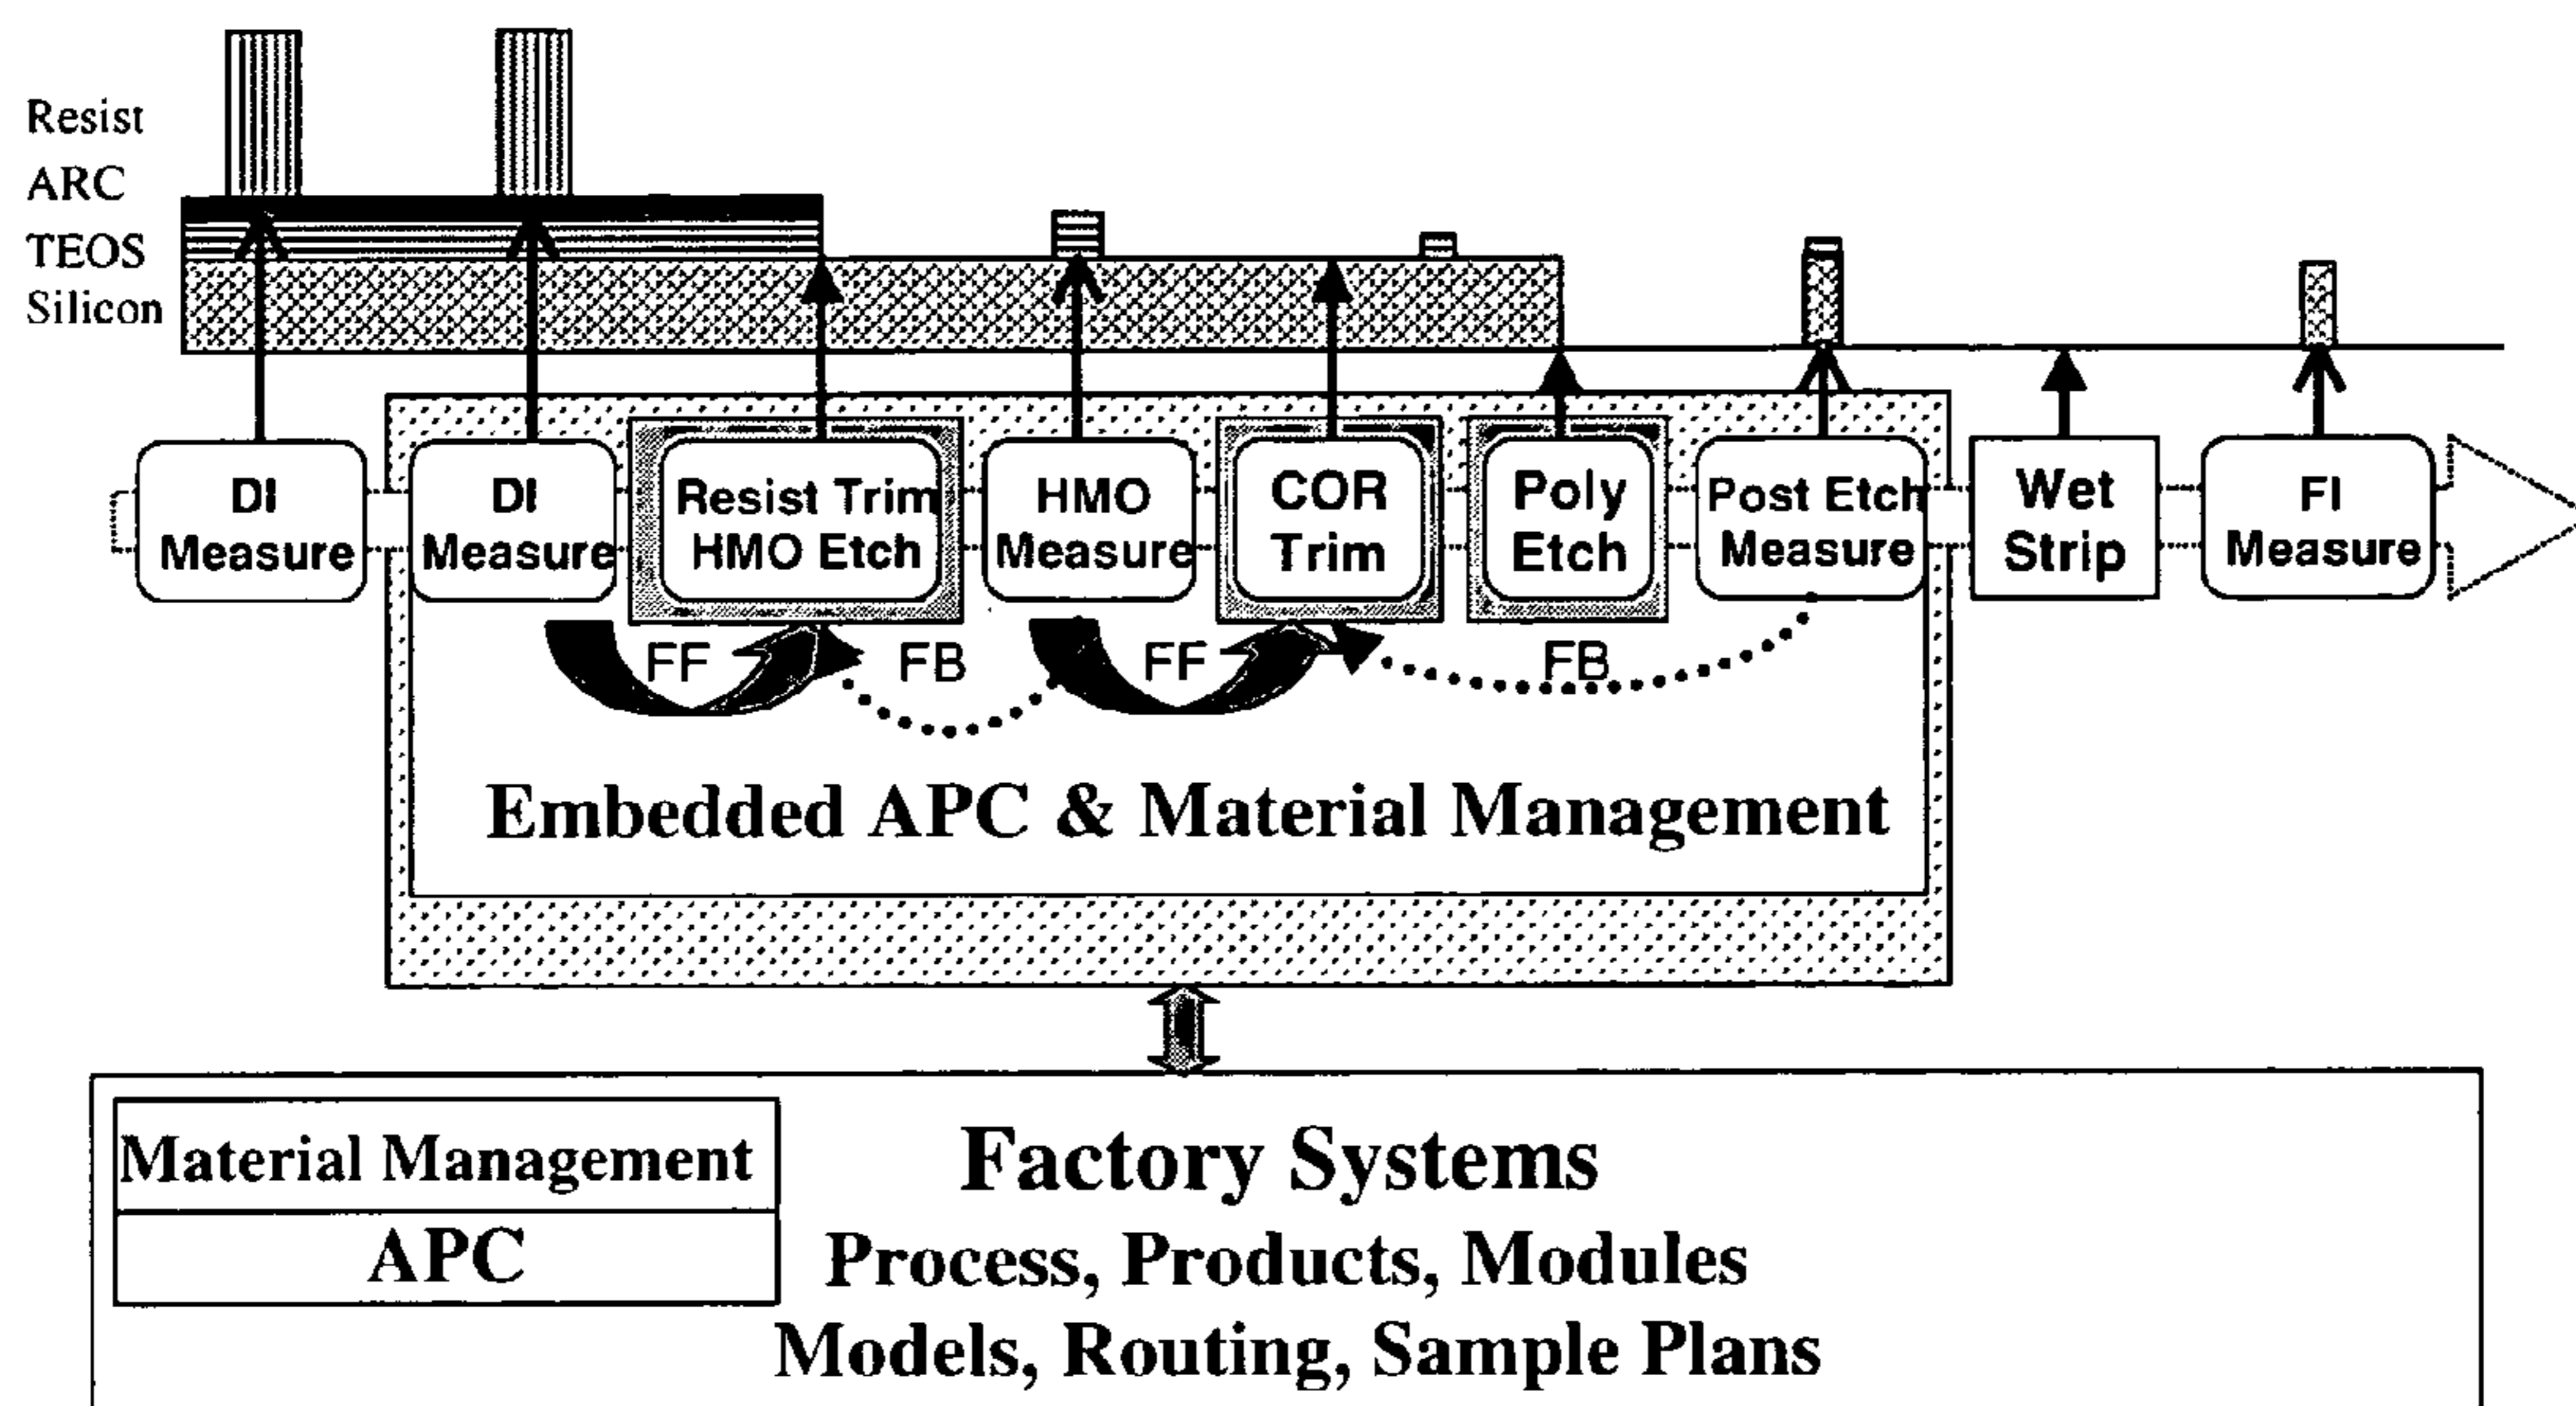 Resist
ARC
TEOS
Silicon
DI
Measure
DI
Measure
Resist Trim
HMO Etch
HMO
Measure
COR
Trim
Poly
Etch
Post Etch
Measure
Wet
Strip
FI
Measure
FF
FB
FF
FB
Embedded APC & Material Management
Material Management
APC
Factory Systems
Process, Products, Modules
Models, Routing, Sample Plans